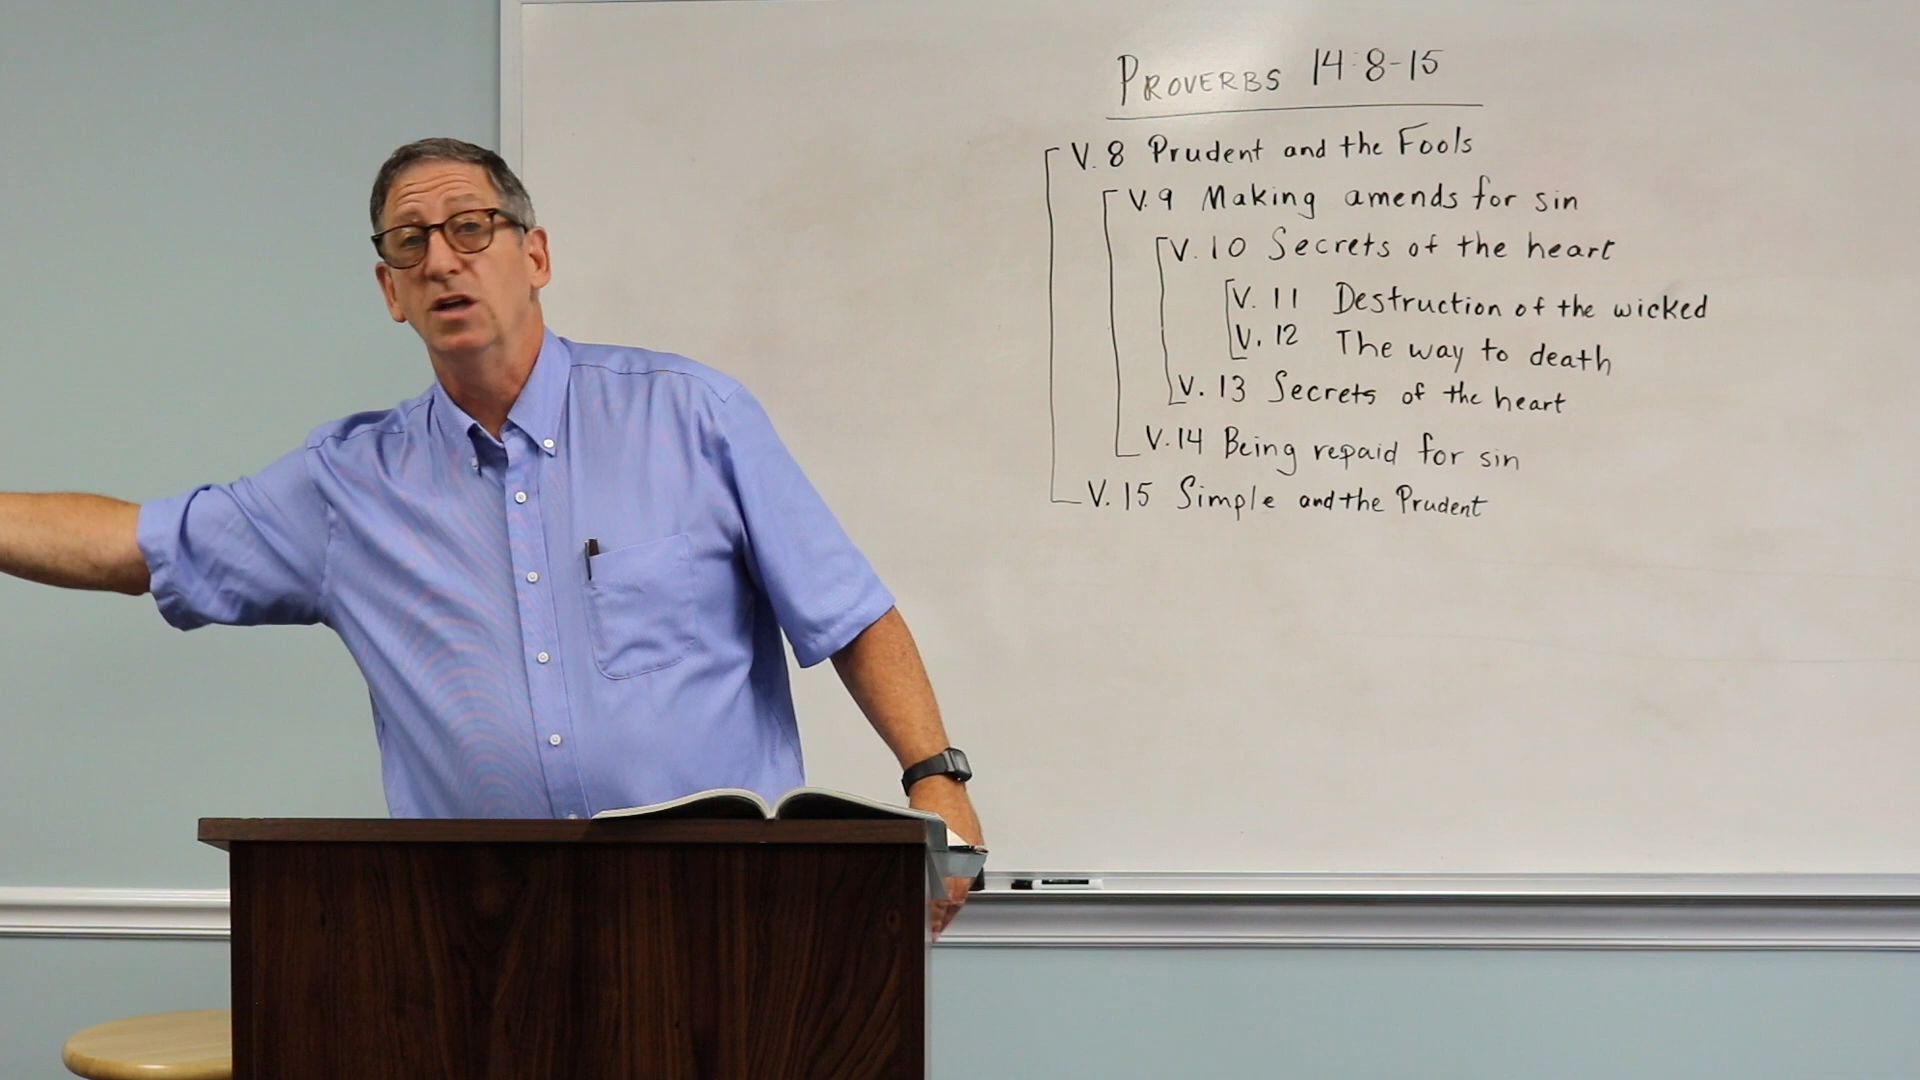 PROVERBS 14:8-15
V. 8 Prudent and the Fools
V. 9 Making amends for sin
V. 10 Secrets of the heart
V. 11 Destruction of the wicked
V. 12 The way to death
V. 13 Secrets of the heart
V. 14 Being repaid for sin
V. 15 Simple and the Prudent